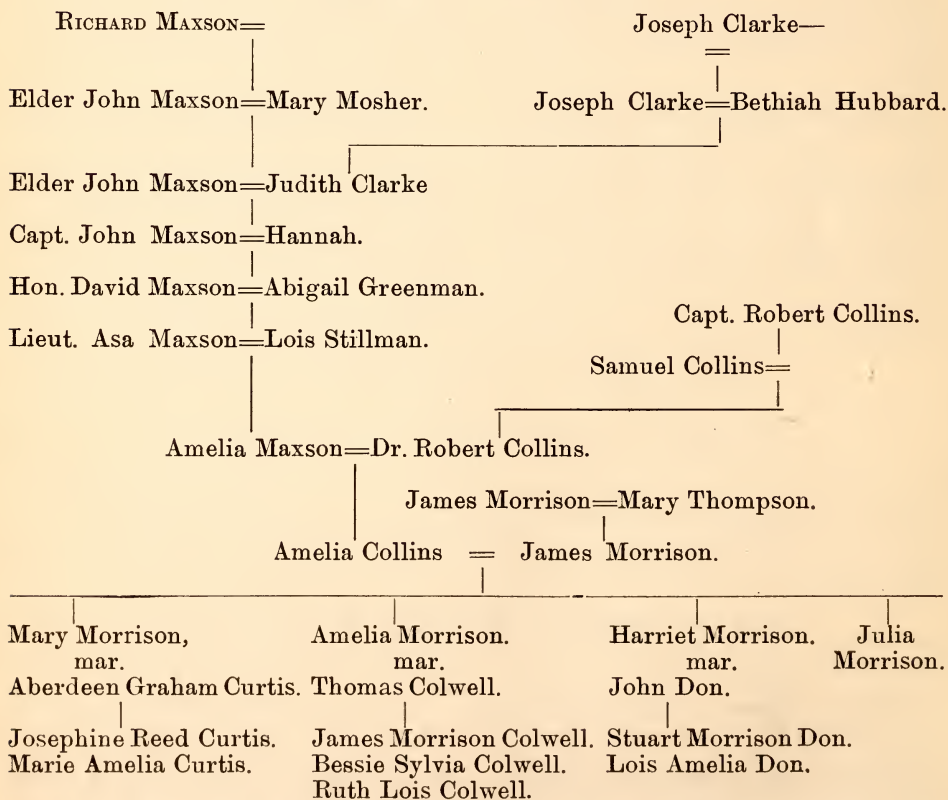 RICHARD MAXSON= Joseph Clarke—
=
Elder John Maxson=Mary Mosher. Joseph Clarke=Bethiah Hubbard.
Elder John Maxson=Judith Clarke
Capt. John Maxson=Hannah.
Hon. David Maxson=Abigail Greenman.
Capt. Robert Collins.
Lieut. Asa Maxson=Lois Stillman.
Samuel Collins=
Amelia Maxson=Dr. Robert Collins.
James Morrison=Mary Thompson.
Amelia Collins = James Morrison.
Mary Morrison, Amelia Morrison. Harriet Morrison. Julia
mar. mar. mar. Morrison.
Aberdeen Graham Curtis. Thomas Colwell. John Don.
Josephine Reed Curtis. James Morrison Colwell. Stuart Morrison Don.
Marie Amelia Curtis. Bessie Sylvia Colwell. Lois Amelia Don.
Ruth Lois Colwell.